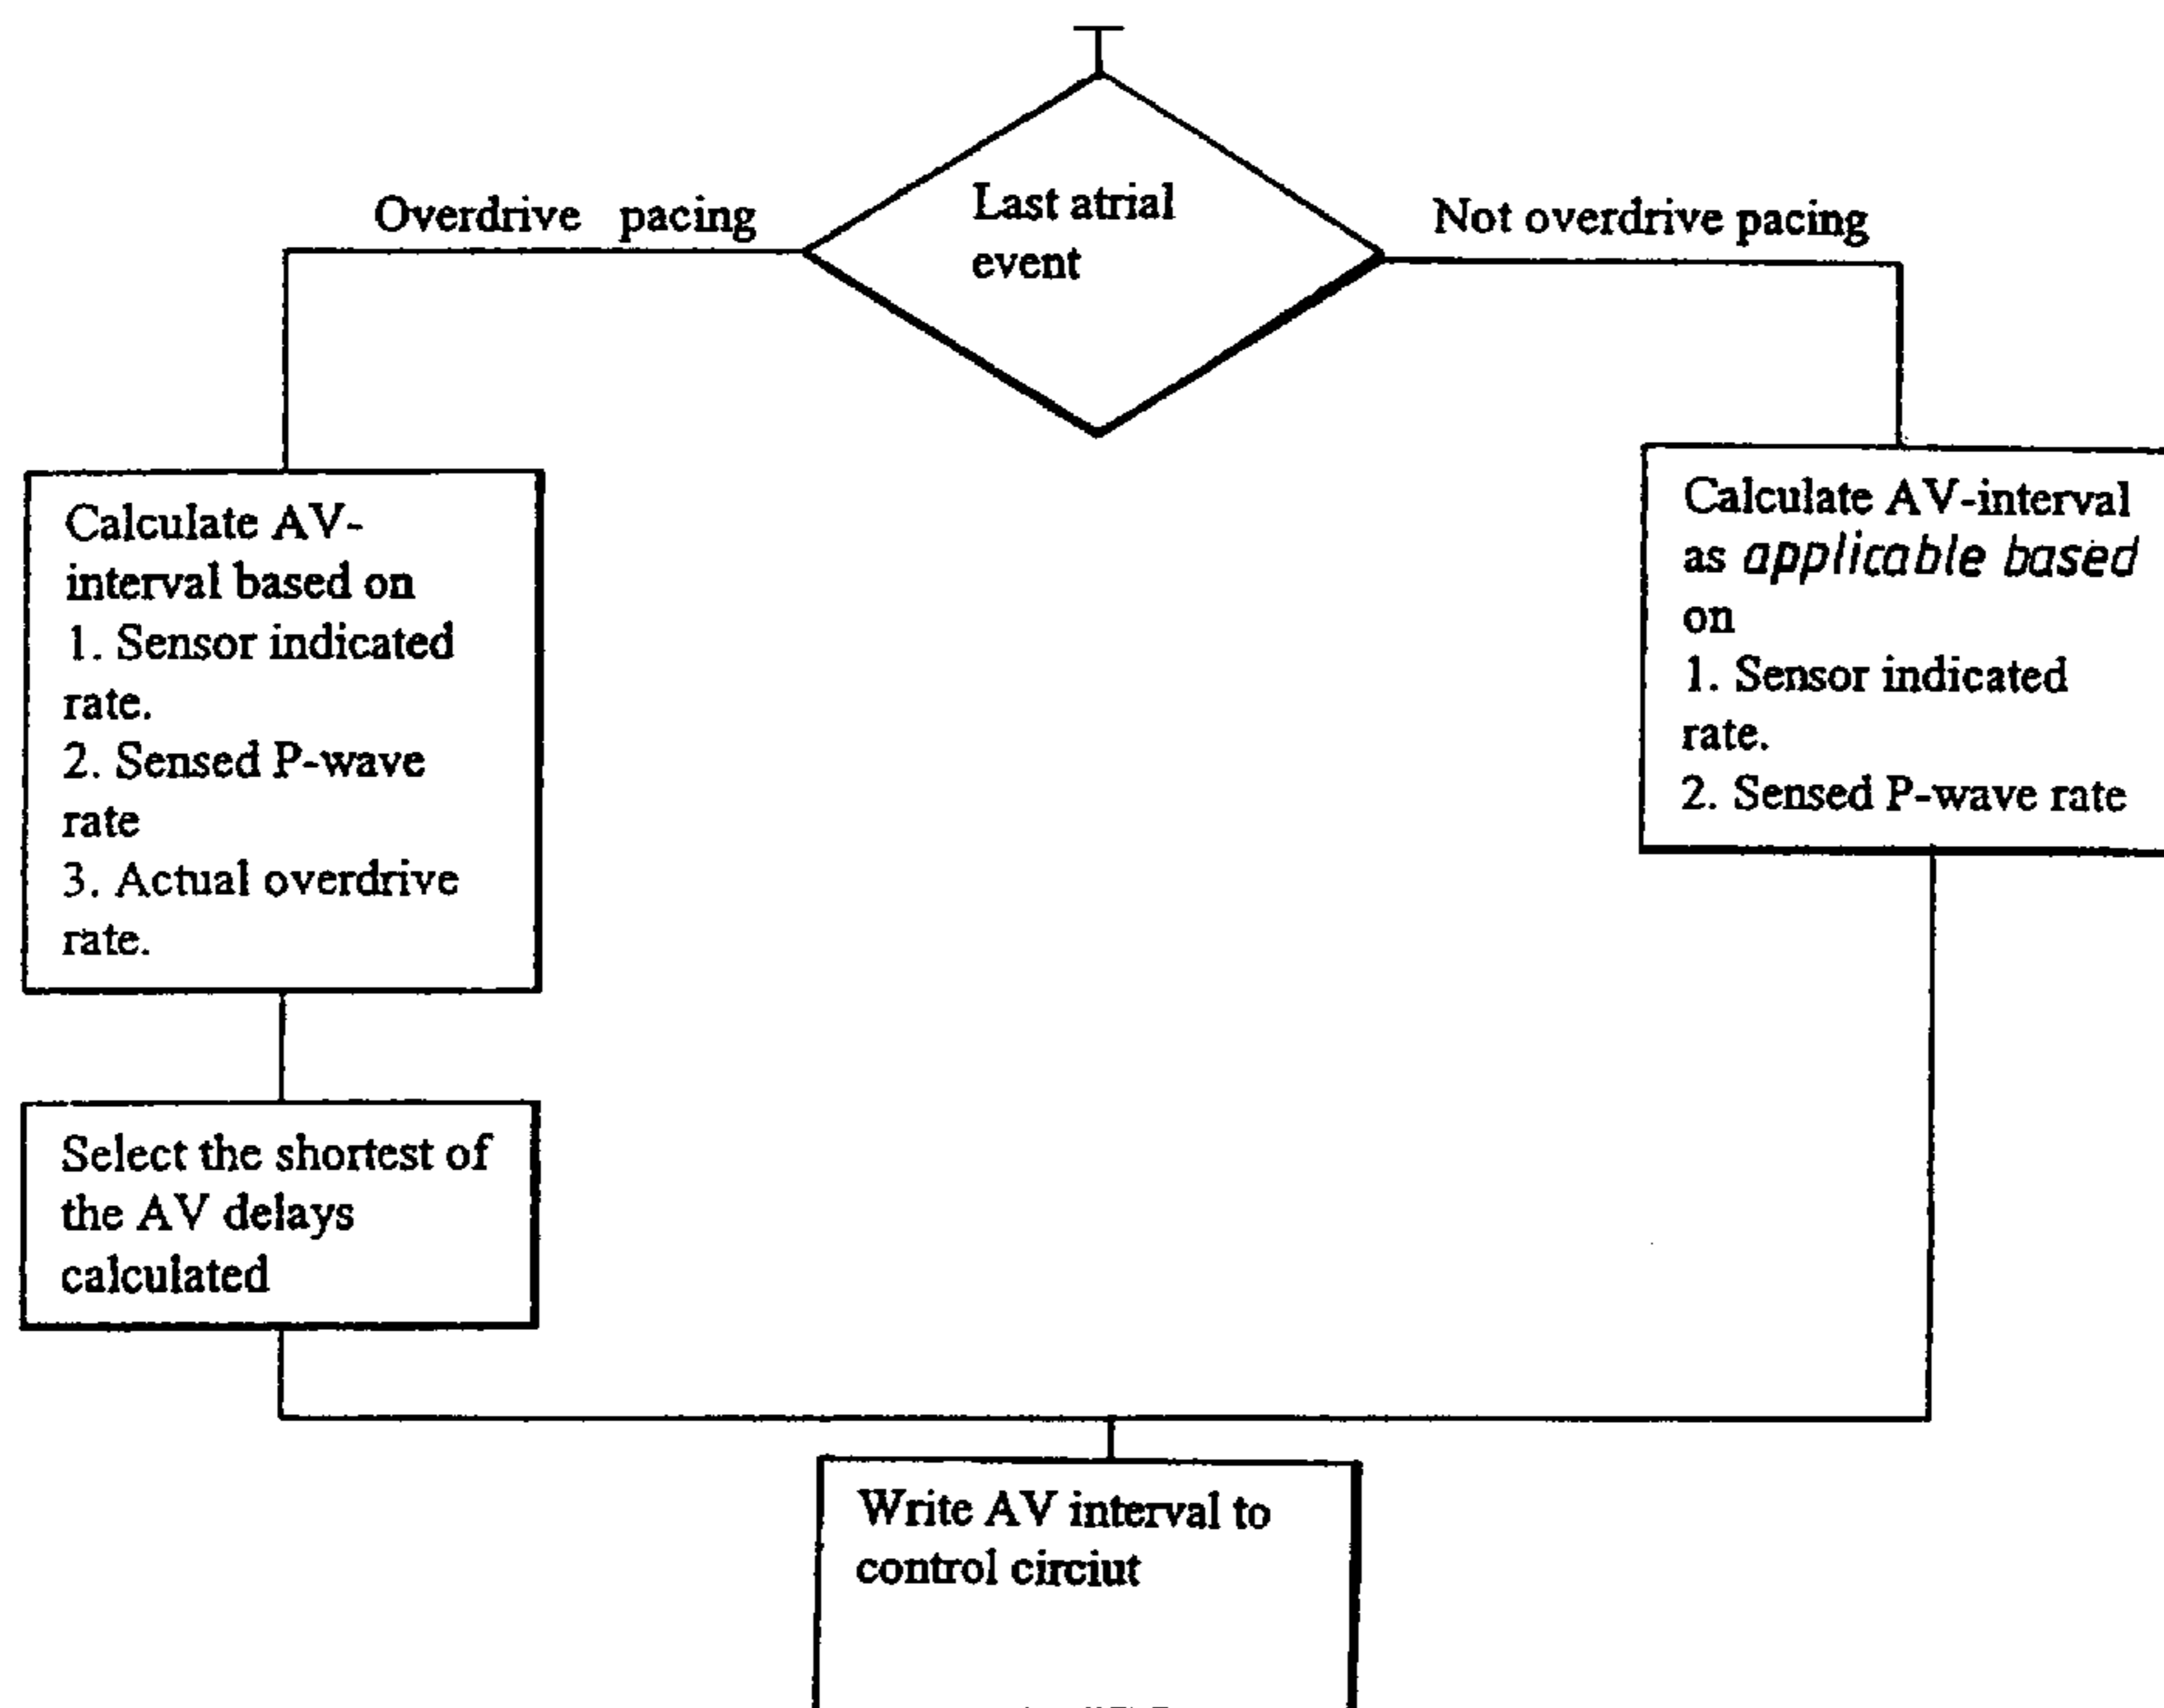 Last atrial
event
Overdrive pacing
Not overdrive pacing
Calculate AV-
interval based on
1. Sensor indicated
rate.
2. Sensed P-wave
rate
3. Actual overdrive
rate.
Calculate AV-interval
as applicable based
on
1. Sensor indicated
rate.
2. Sensed P-wave rate
Select the shortest of
the AV delays
calculated
Write AV interval to
control circiut